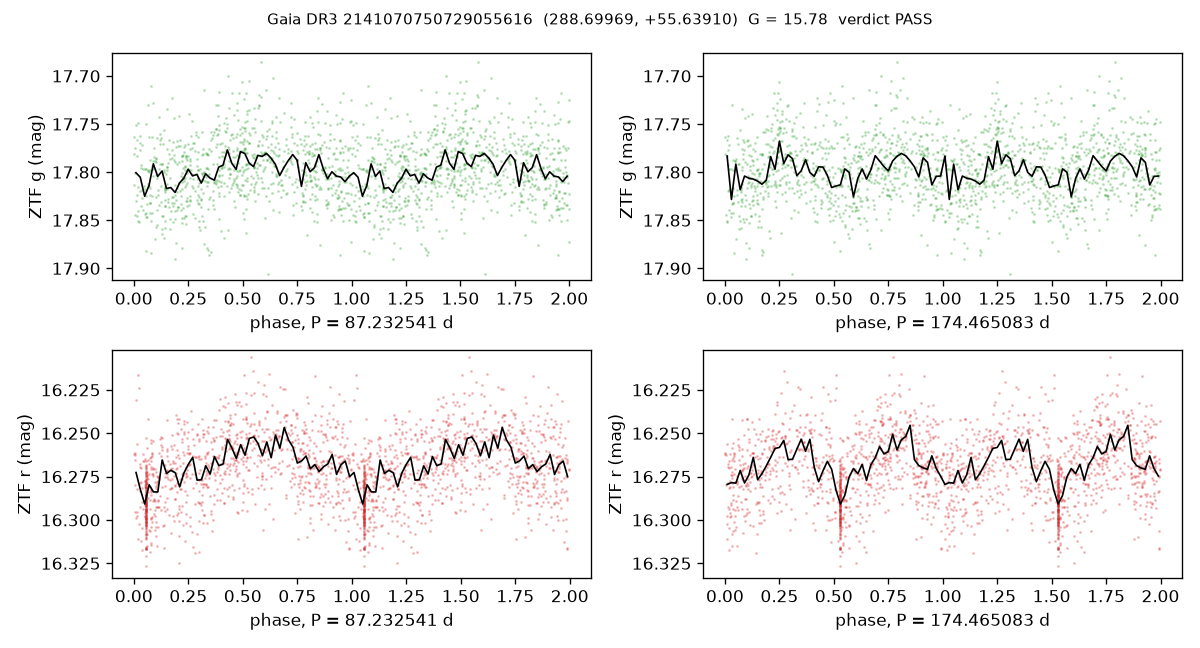 Gaia DR3 2141070750729055616 (288.69969, +55.63910) G = 15.78 verdict PASS
ZTF g (mag)
17.70
17.75
17.80
17.85
17.90
0.00 0.25 0.50 0.75 1.00 1.25 1.50 1.75 2.00
phase, P = 87.232541 d
ZTF g (mag)
17.70
17.75
17.80
17.85
17.90
0.00 0.25 0.50 0.75 1.00 1.25 1.50 1.75 2.00
phase, P = 174.465083 d
ZTF r (mag)
16.225
16.250
16.275
16.300
16.325
0.00 0.25 0.50 0.75 1.00 1.25 1.50 1.75 2.00
phase, P = 87.232541 d
ZTF r (mag)
16.225
16.250
16.275
16.300
16.325
0.00 0.25 0.50 0.75 1.00 1.25 1.50 1.75 2.00
phase, P = 174.465083 d